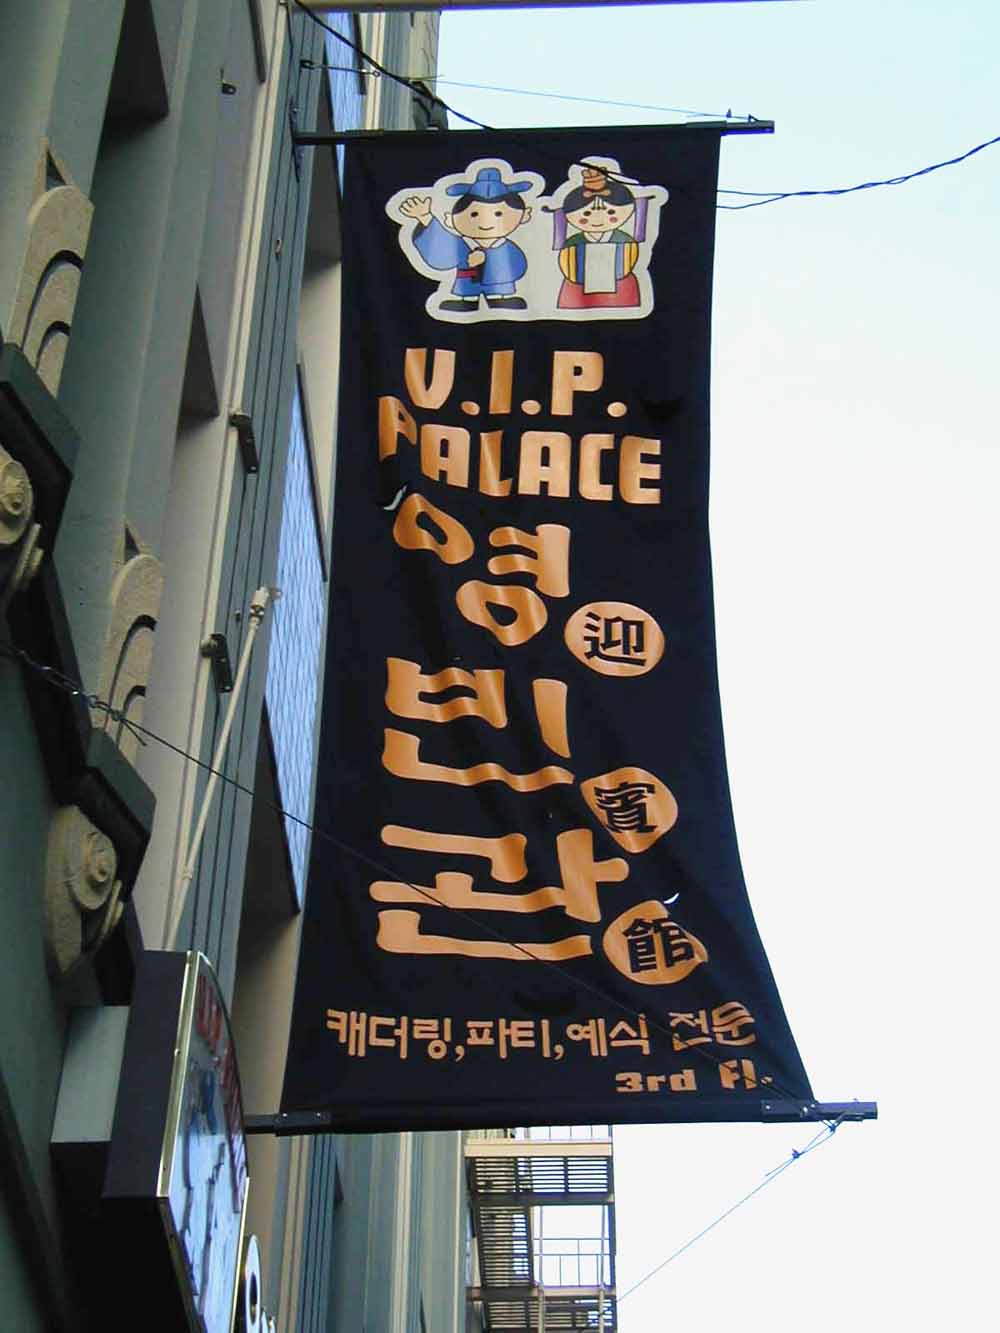 V.I.P.
PALACE
영
迎
빈
賓
관
館
캐더링,파티,예식 전문
3rd Fl.